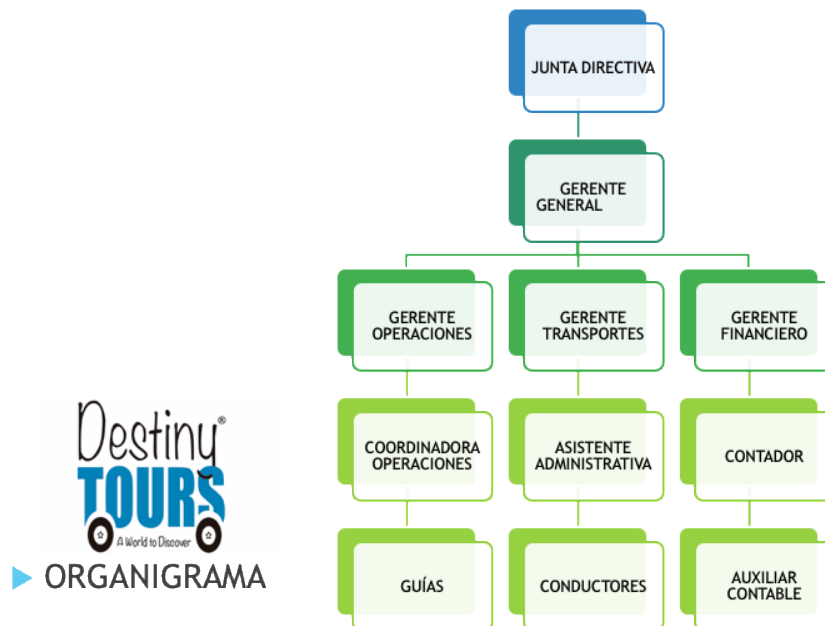 JUNTA DIRECTIVA
GERENTE
GENERAL
GERENTE
OPERACIONES
GERENTE
TRANSPORTES
GERENTE
FINANCIERO
COORDINADORA
OPERACIONES
ASISTENTE
ADMINISTRATIVA
CONTADOR
GUÍAS
CONDUCTORES
AUXILIAR
CONTABLE
Destiny®
TOURS
A World to Discover
ORGANIGRAMA